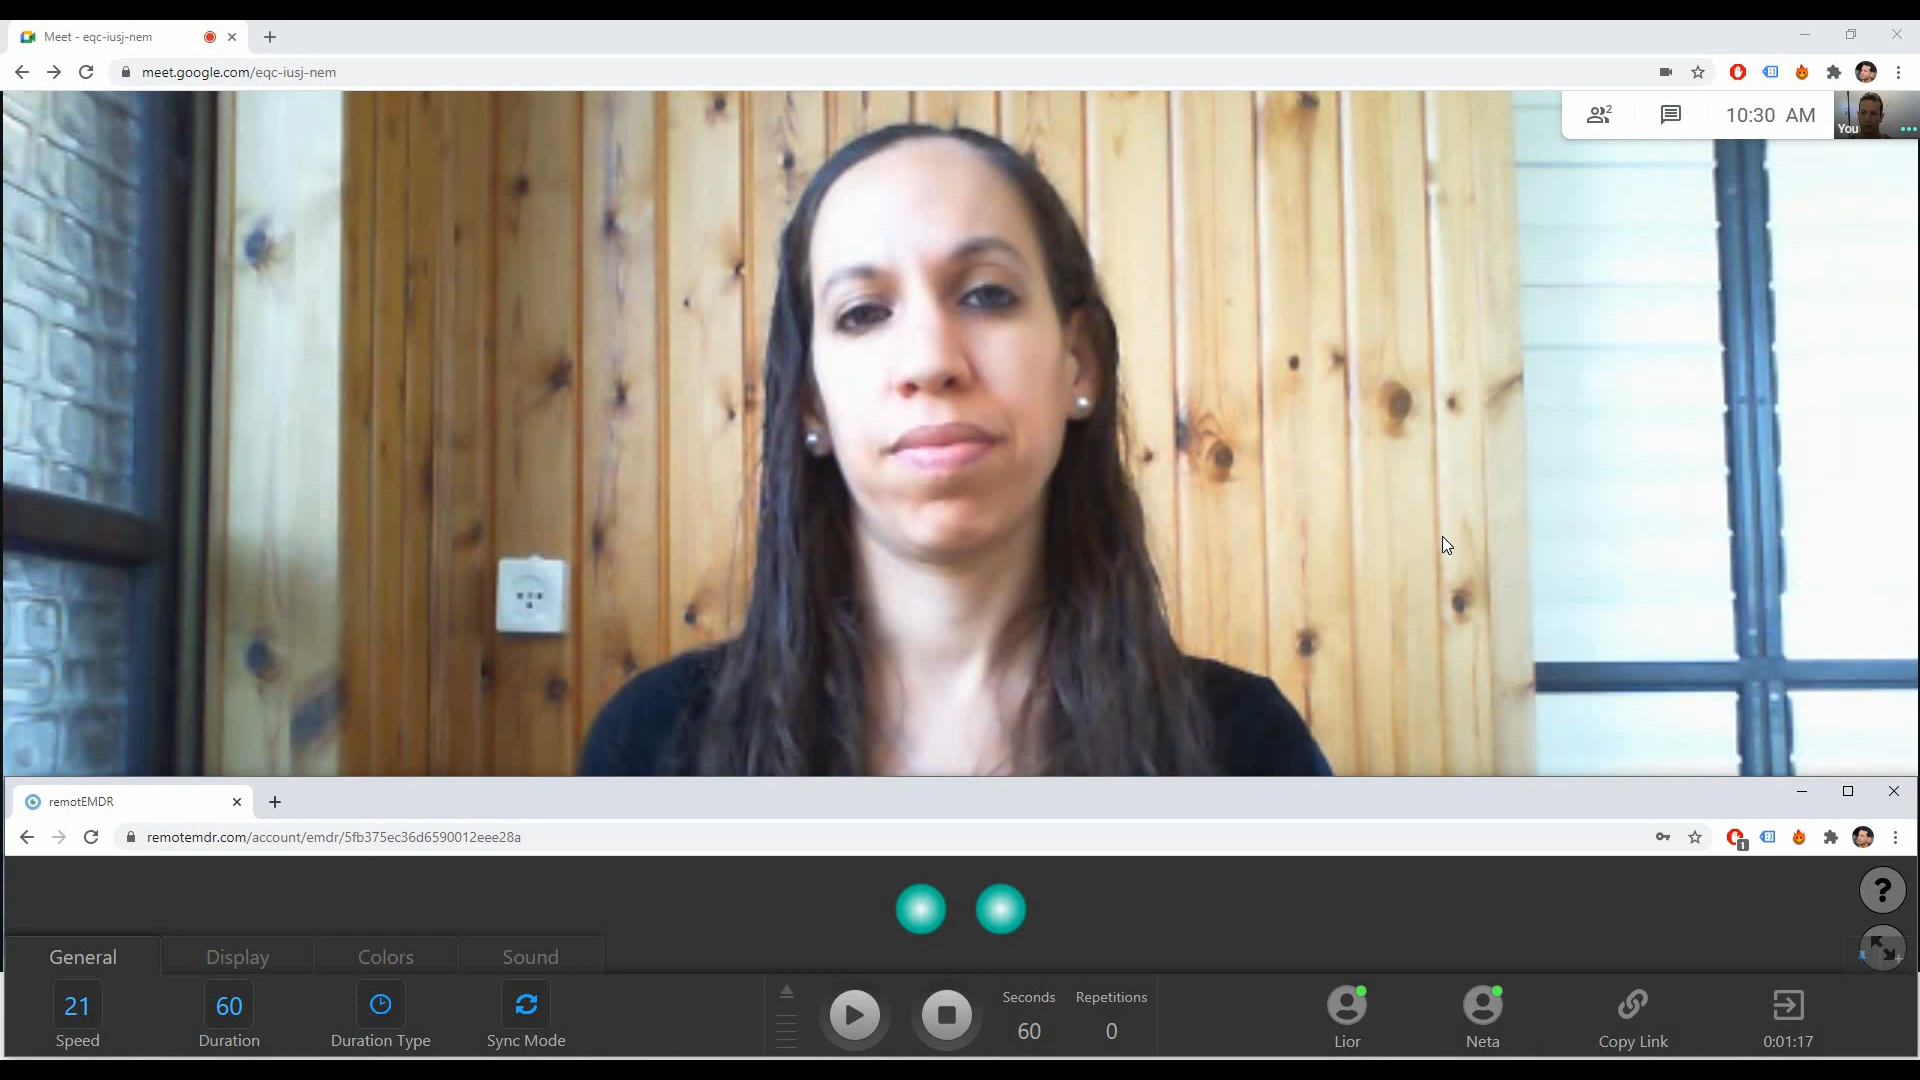 Meet - eqc-iusj-nem
meet.google.com/eqc-iusj-nem
2
10:30 AM
You
remotEMDR
remotemdr.com/account/emdr/5fb375ec36d6590012eee28a
1
?
General Display Colors Sound
21 60
Speed Duration Duration Type Sync Mode
Seconds Repetitions
60 0
Lior Neta Copy Link 0:01:17